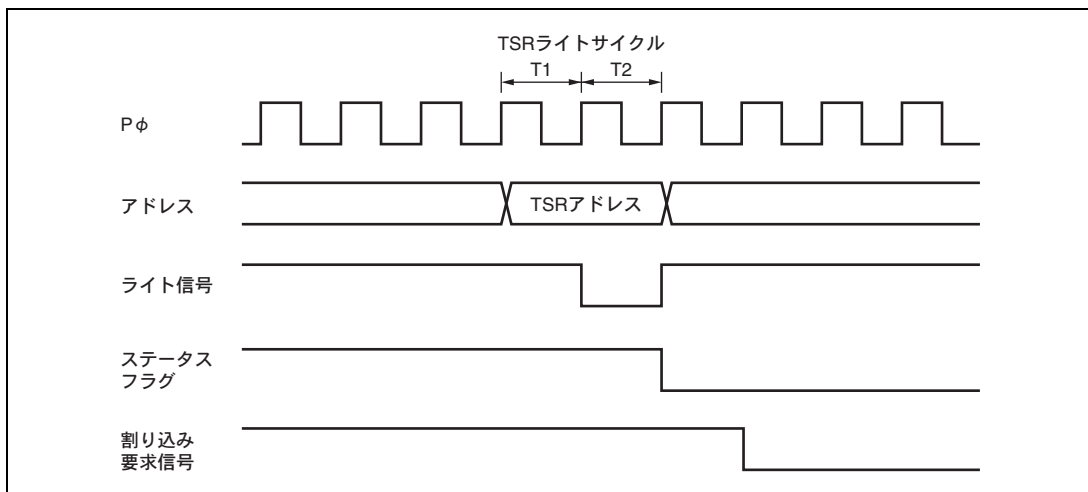 TSRライトサイクル
T1 T2
Pφ
アドレス
TSRアドレス
ライト信号
ステータス
フラグ
割り込み
要求信号